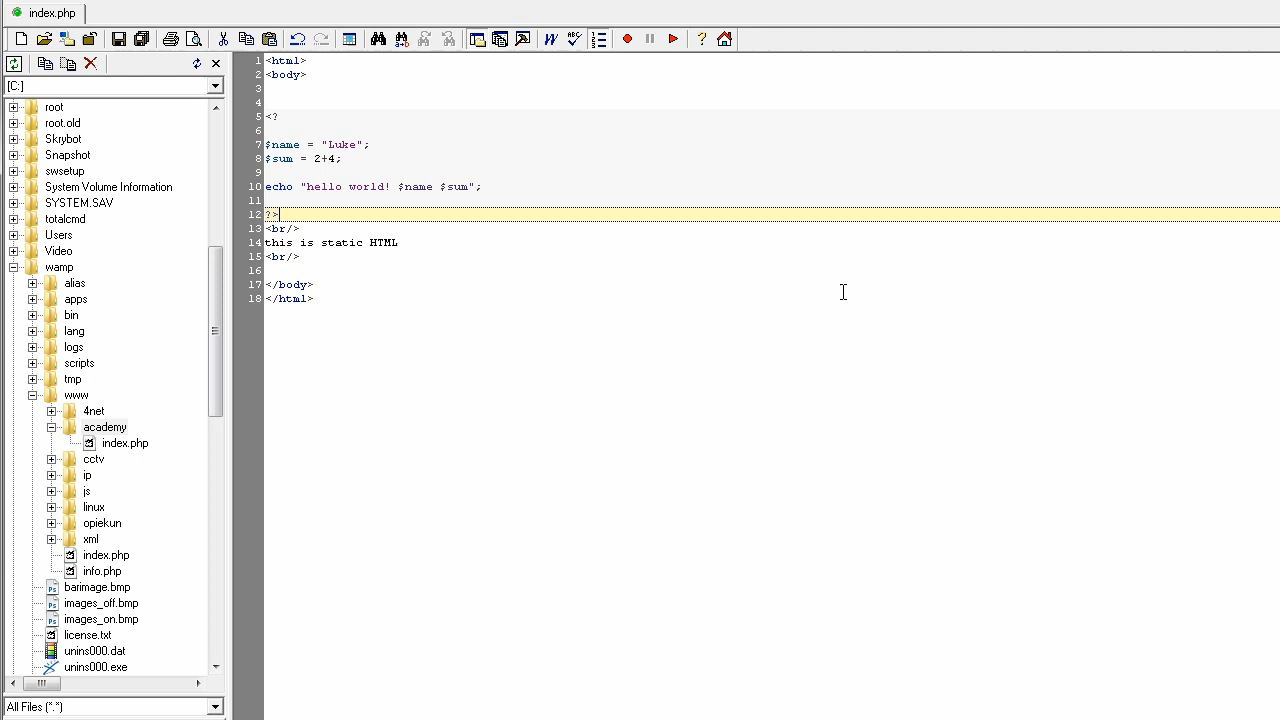 index.php
[C:]
root
root.old
Skrybot
Snapshot
swsetup
System Volume Information
SYSTEM.SAV
totalcmd
Users
Video
wamp
alias
apps
bin
lang
logs
scripts
tmp
www
4net
academy
index.php
cctv
ip
js
linux
opiekun
xml
index.php
info.php
barimage.bmp
images_off.bmp
images_on.bmp
license.txt
unins000.dat
unins000.exe
All Files (*.*)
1 <html>
2 <body>
3
4
5 <?
6
7 $name = "Luke";
8 $sum = 2+4;
9
10 echo "hello world! $name $sum";
11
12 ?>
13 <br/>
14 this is static HTML
15 <br/>
16
17 </body>
18 </html>